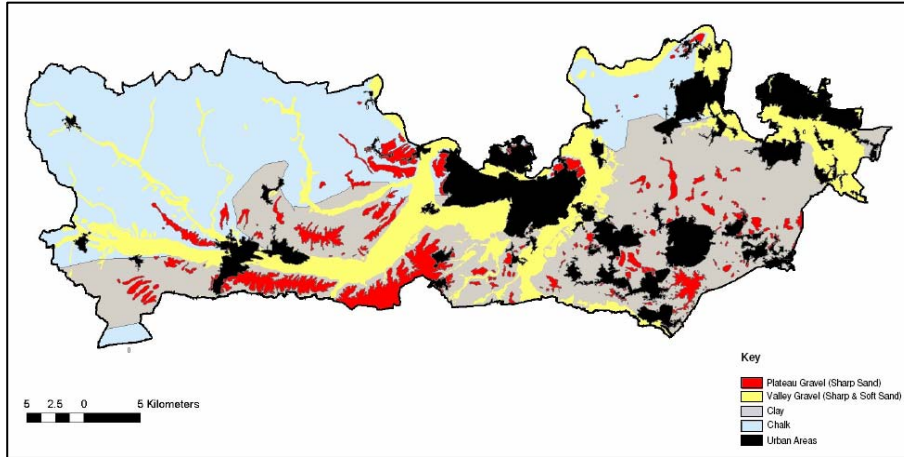 Key
Plateau Gravel (Sharp Sand)
Valley Gravel (Sharp & Soft Sand)
Clay
Chalk
Urban Areas
5 2.5 0 5 Kilometers